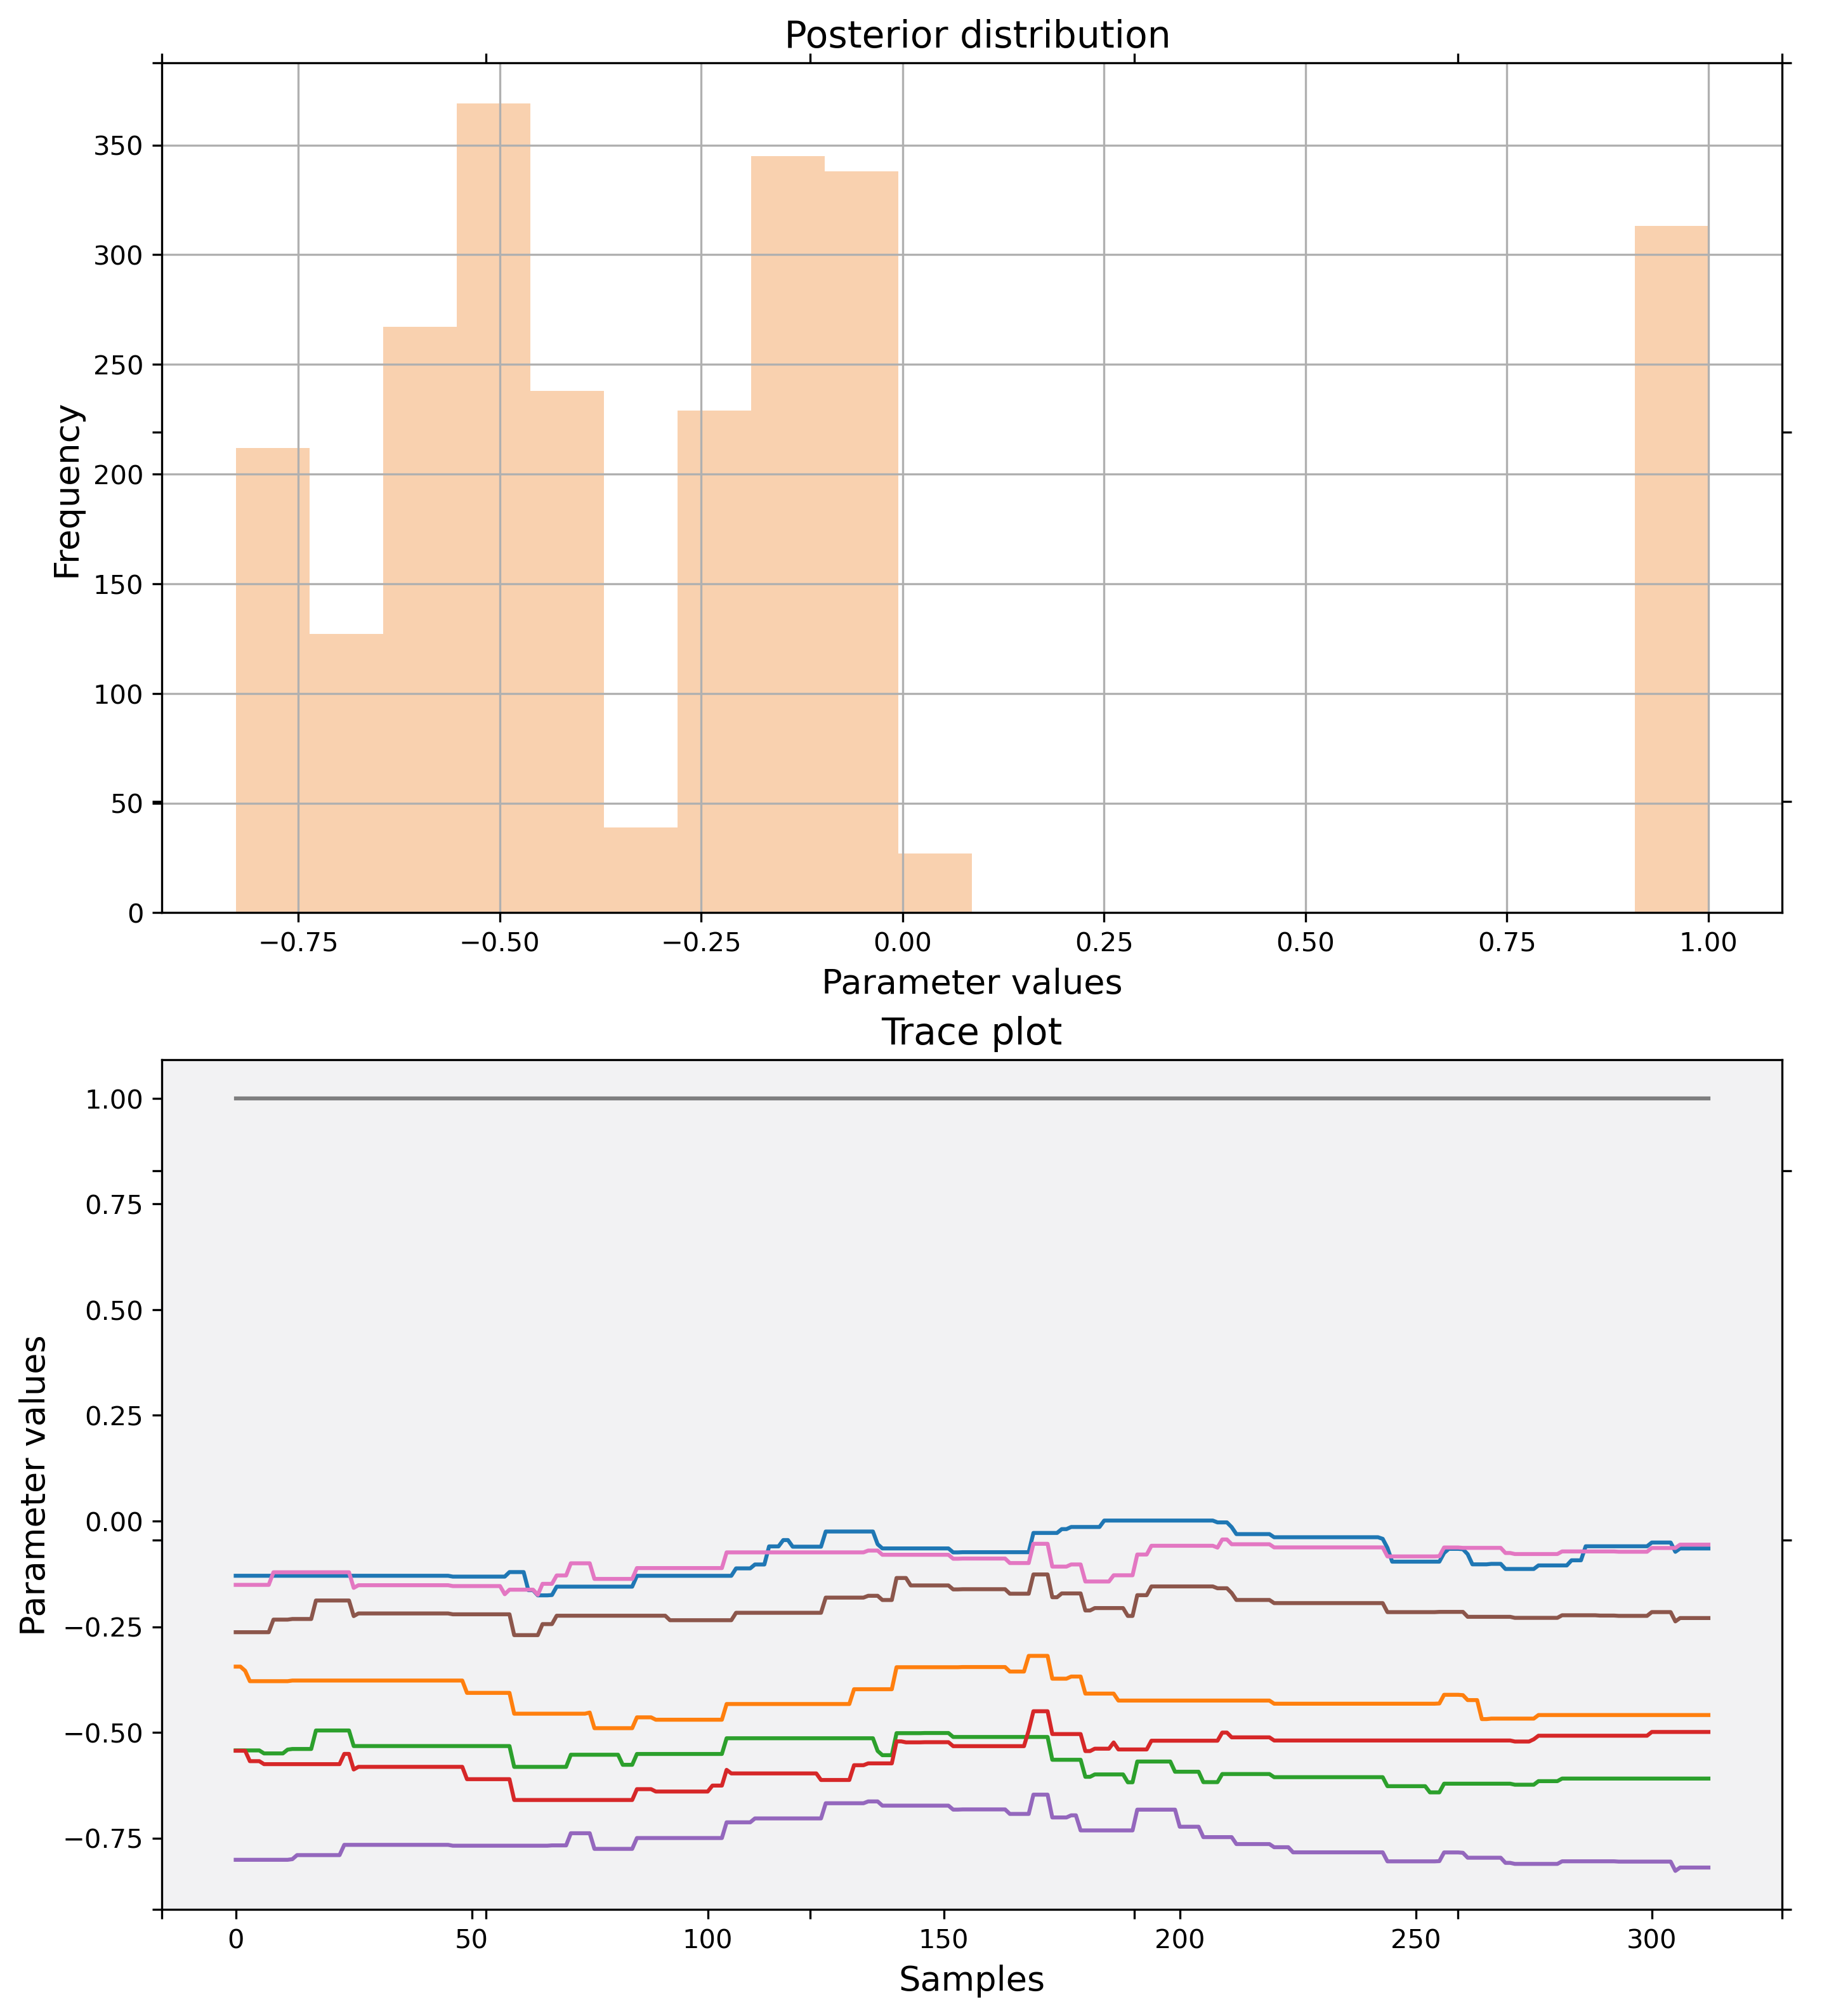 Posterior distribution
350
300
250
200
150
100
50
0
Frequency
−0.75 −0.50 −0.25 0.00 0.25 0.50 0.75 1.00
Parameter values
Trace plot
1.00
0.75
0.50
0.25
0.00
−0.25
−0.50
−0.75
Parameter values
0 50 100 150 200 250 300
Samples